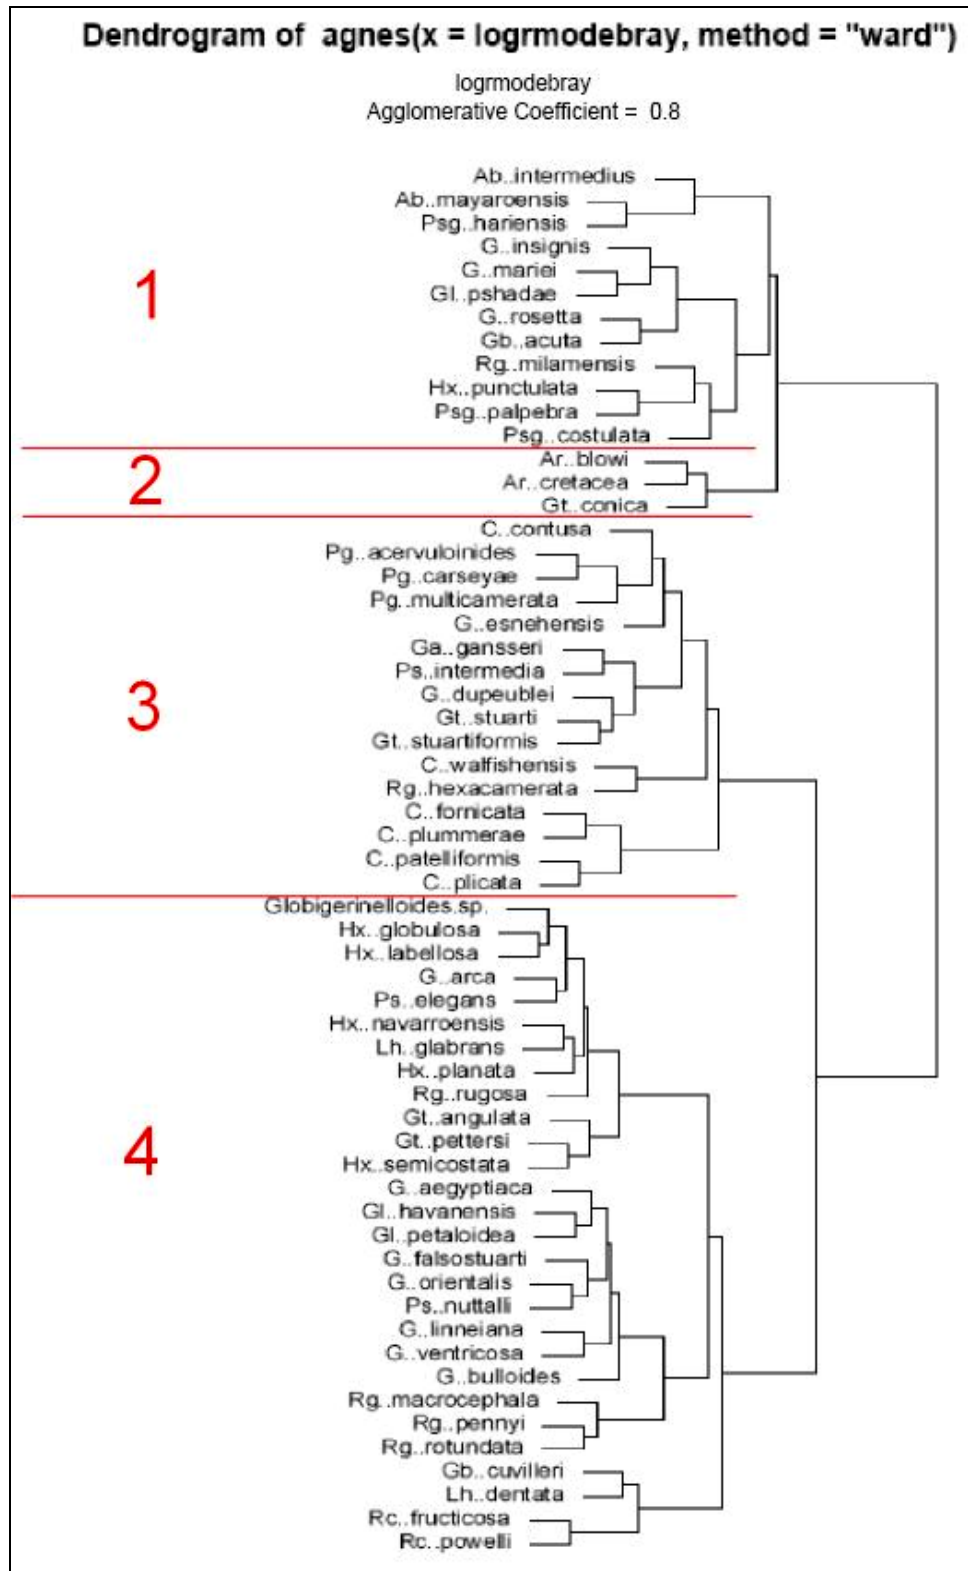 Dendrogram of agnes(x = logrmodebray, method = "ward")
logrmodebray
Agglomerative Coefficient = 0.8
Ab..intermedius
Ab..mayaroensis
Psg..hariensis
G..insignis
G..mariei
Gl..pshadae
G..rosetta
Gb..acuta
Rg..milamensis
Hx..punctulata
Psg..palpebra
Psg..costulata
1
Ar..blowi
Ar..cretacea
Gt..conica
2
C..contusa
Pg..acervuloinides
Pg..carseyae
Pg..multicamerata
G..esnehensis
Ga..gansseri
Ps..intermedia
G..dupeublei
Gt..stuarti
Gt..stuartiformis
C..walfishensis
Rg..hexacamerata
C..fornicata
C..plummerae
C..patelliformis
C..plicata
3
Globigerinelloides.sp.
Hx..globulosa
Hx..labellosa
G..arca
Ps..elegans
Hx..navarroensis
Lh..glabrans
Hx..planata
Rg..rugosa
Gt..angulata
Gt..pettersi
Hx..semicostata
G..aegyptiaca
Gl..havanensis
Gl..petaloidea
G..falsostuarti
G..orientalis
Ps..nuttalli
G..linneiana
G..ventricosa
G..bulloides
Rg..macrocephala
Rg..pennyi
Rg..rotundata
Gb..cuvilleri
Lh..dentata
Rc..fructicosa
Rc..powelli
4